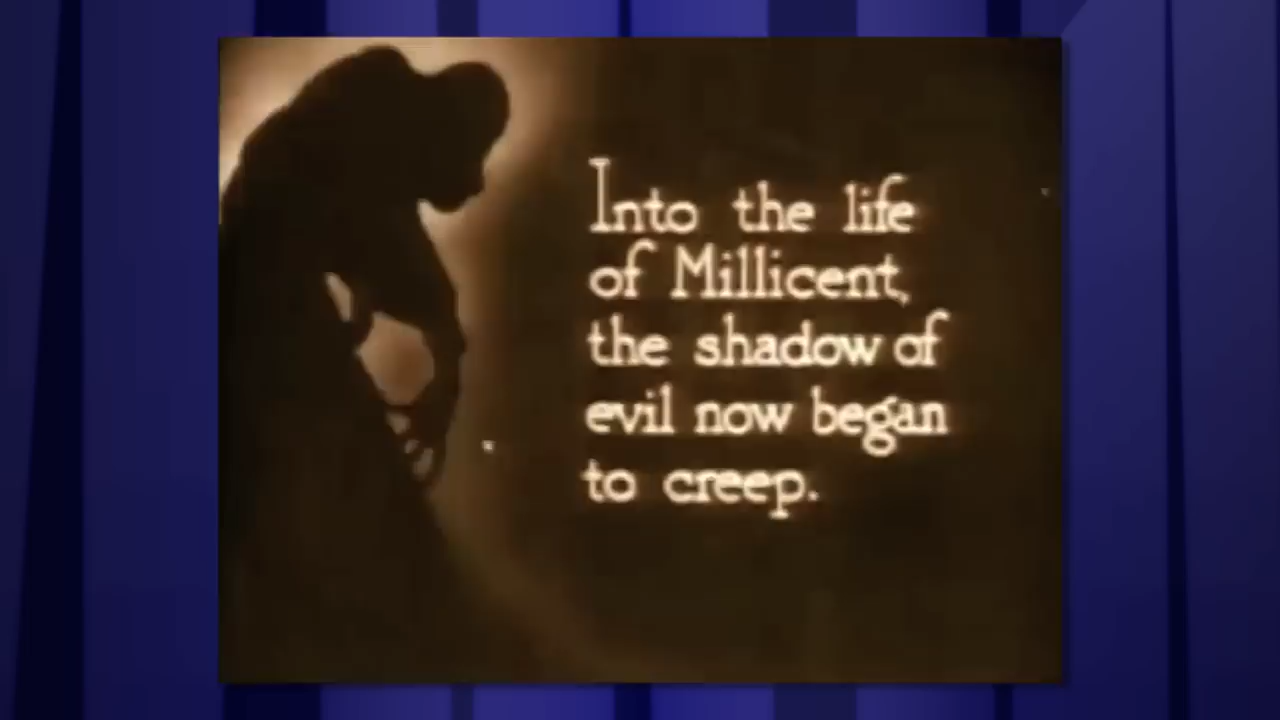 Into the life
of Millicent,
the shadow of
evil now began
to creep.